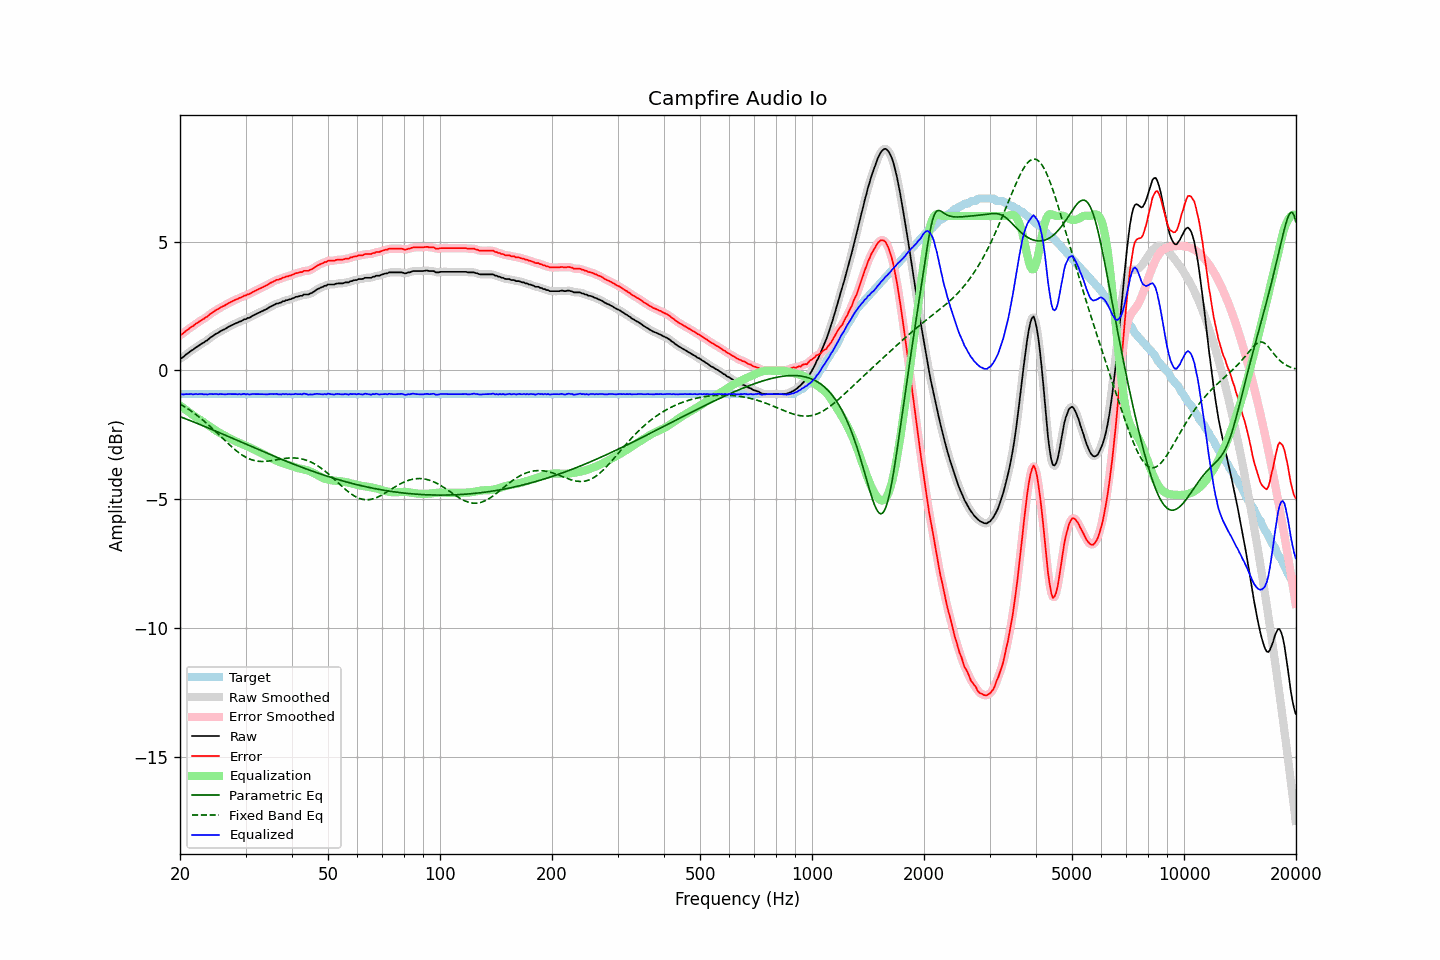 Campfire Audio Io
Amplitude (dBr)
5
0
−5
−10
−15
Target
Raw Smoothed
Error Smoothed
Raw
Error
Equalization
Parametric Eq
Fixed Band Eq
Equalized
20
50
100
200
500
1000
2000
5000
10000
20000
Frequency (Hz)